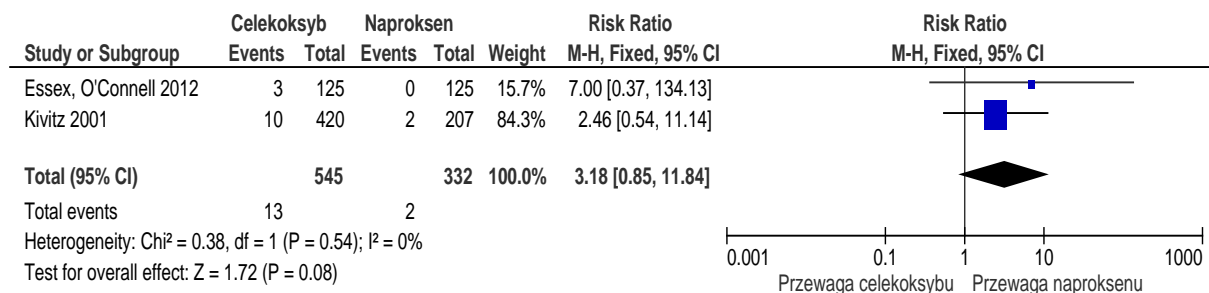 Celekoksyb Naproksen Risk Ratio Risk Ratio
Study or Subgroup Events Total Events Total Weight M-H, Fixed, 95% CI M-H, Fixed, 95% CI
Essex, O'Connell 2012 3 125 0 125 15.7% 7.00 [0.37, 134.13]
Kivitz 2001 10 420 2 207 84.3% 2.46 [0.54, 11.14]
Total (95% CI) 545 332 100.0% 3.18 [0.85, 11.84]
Total events 13 2
Heterogeneity: Chi² = 0.38, df = 1 (P = 0.54); I² = 0%
Test for overall effect: Z = 1.72 (P = 0.08)
0.001 0.1 1 10 1000
Przewaga celekoksybu Przewaga naproksenu